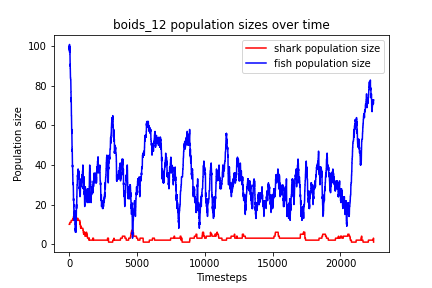 boids_12 population sizes over time
shark population size
fish population size
Population size
100
80
60
40
20
0
0
5000
10000
15000
20000
Timesteps